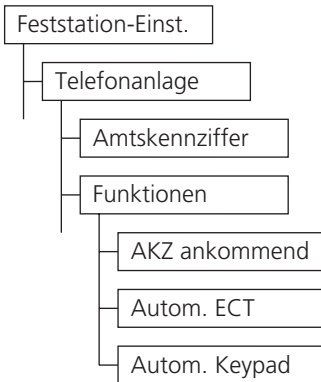 Feststation-Einst.
Telefonanlage
Amtskennziffer
Funktionen
AKZ ankommend
Autom. ECT
Autom. Keypad